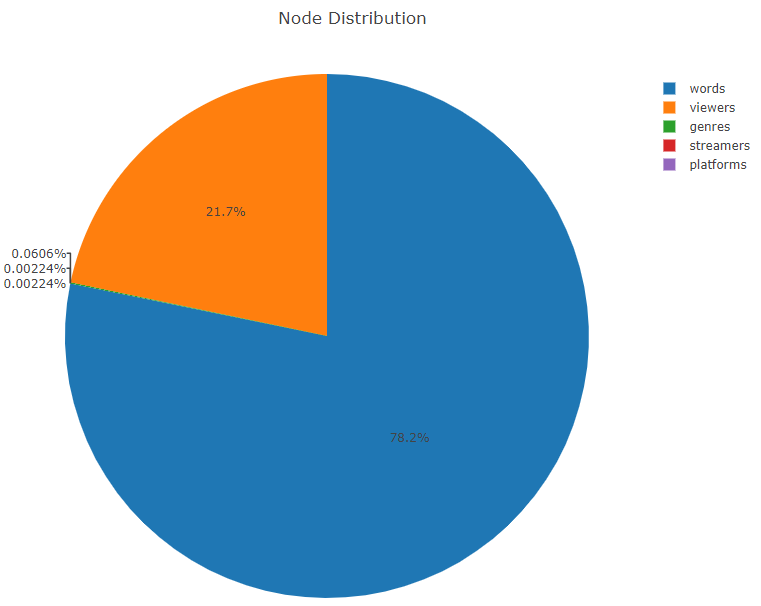 Node Distribution
words
viewers
genres
streamers
platforms
21.7%
0.0606%
0.00224%
0.00224%
78.2%